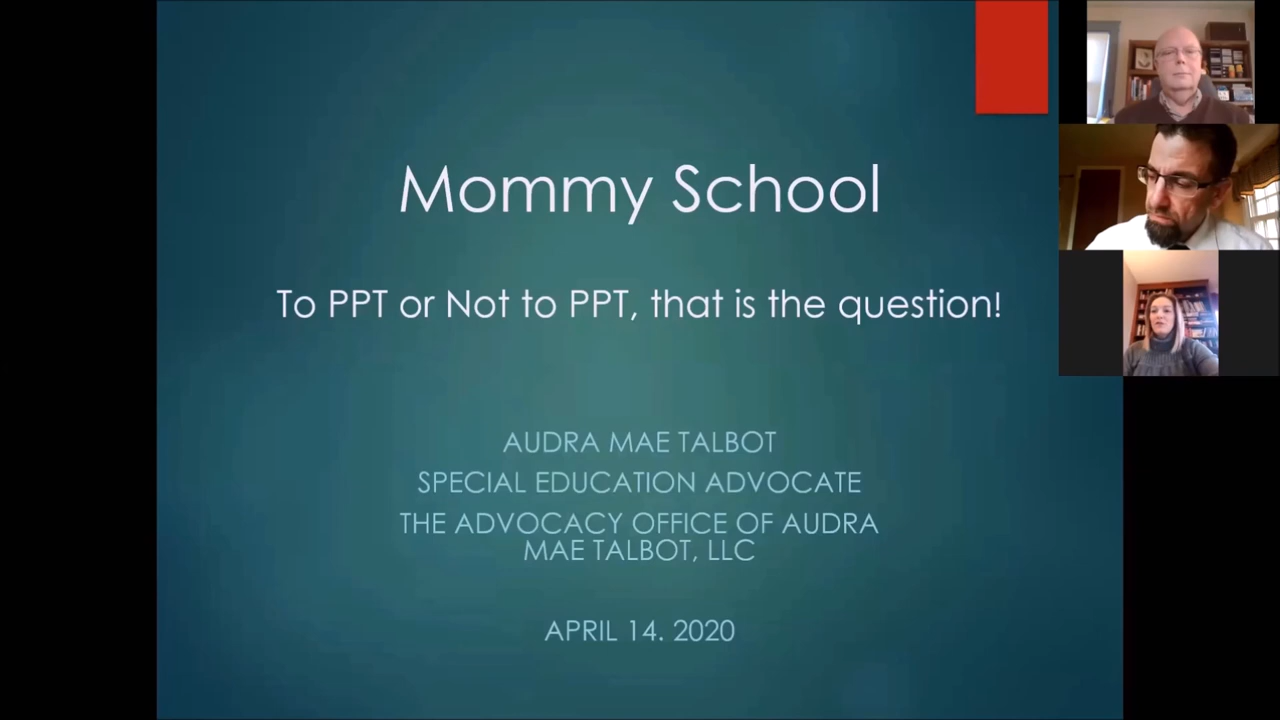 Mommy School
To PPT or Not to PPT, that is the question!
AUDRA MAE TALBOT
SPECIAL EDUCATION ADVOCATE
THE ADVOCACY OFFICE OF AUDRA
MAE TALBOT, LLC
APRIL 14. 2020